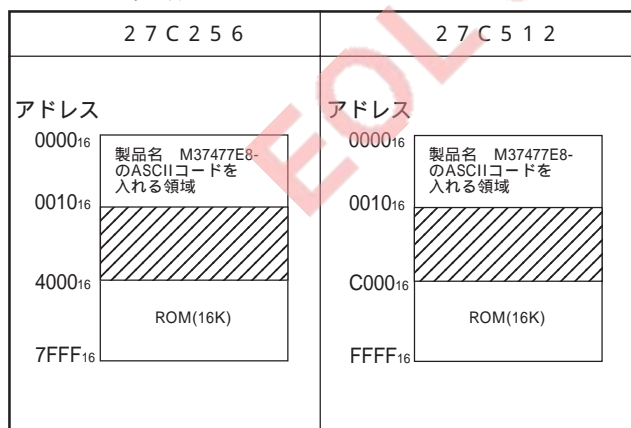 27C256
アドレス
0000₁₆
製品名 M37477E8-
のASCIIコードを
入れる領域
0010₁₆
4000₁₆
ROM(16K)
7FFF₁₆
27C512
アドレス
0000₁₆
製品名 M37477E8-
のASCIIコードを
入れる領域
0010₁₆
C000₁₆
ROM(16K)
FFFF₁₆
EOL